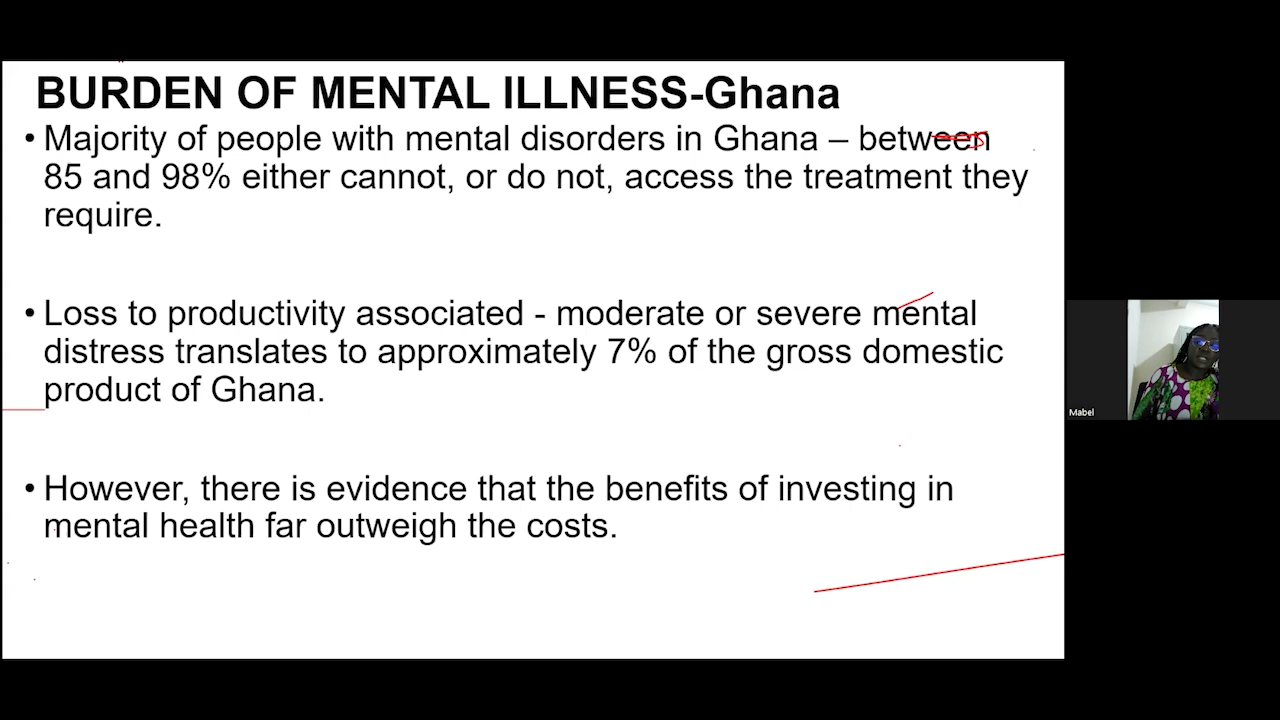 BURDEN OF MENTAL ILLNESS-Ghana
• Majority of people with mental disorders in Ghana – between
85 and 98% either cannot, or do not, access the treatment they
require.
• Loss to productivity associated - moderate or severe mental
distress translates to approximately 7% of the gross domestic
product of Ghana.
• However, there is evidence that the benefits of investing in
mental health far outweigh the costs.
Mabel